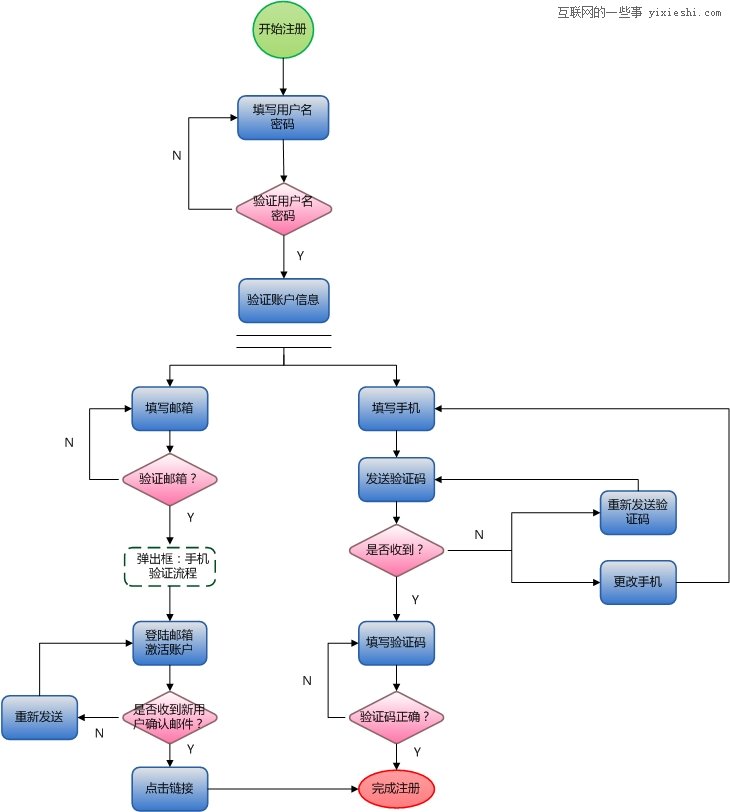 互联网的一些事 yixieshi.com
开始注册
填写用户名
密码
N
验证用户名
密码
Y
验证账户信息
填写邮箱
填写手机
N
验证邮箱？
发送验证码
Y
N
重新发送验
证码
是否收到？
弹出框：手机
验证流程
更改手机
Y
登陆邮箱
激活账户
填写验证码
N
重新发送
N
是否收到新用
户确认邮件？
验证码正确？
Y
Y
点击链接
完成注册